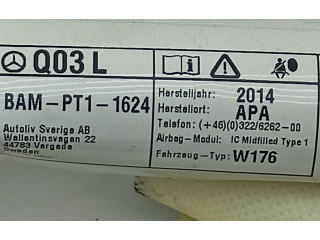 Q03 L
BAM-PT1-1624
Autoliv Sverige AB
Wallentinsvagen 22
44783 Vargada
Sweden
Herstelljahr: 2014
Herstellort: APA
Telefon: (+46)(0)322/6262-00
Airbag-Modul: IC Midfilled Type 1
Fahrzeug-Typ: W176